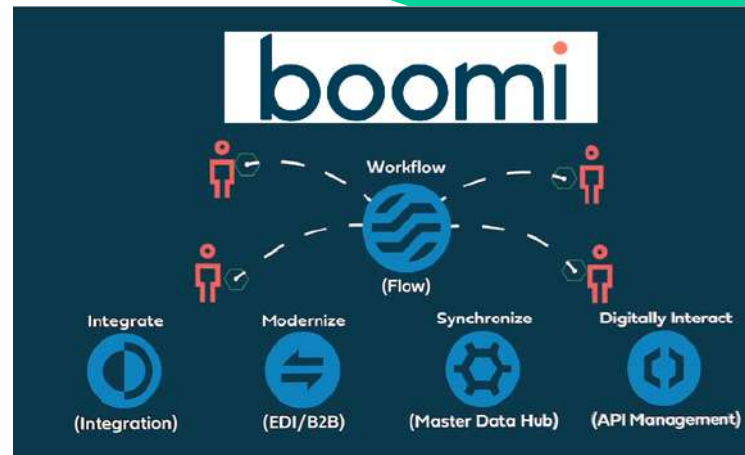 boomi
Workflow
(Flow)
Integrate
Modernize
Synchronize
Digitally Interact
(Integration)
(EDI/B2B)
(Master Data Hub)
(API Management)